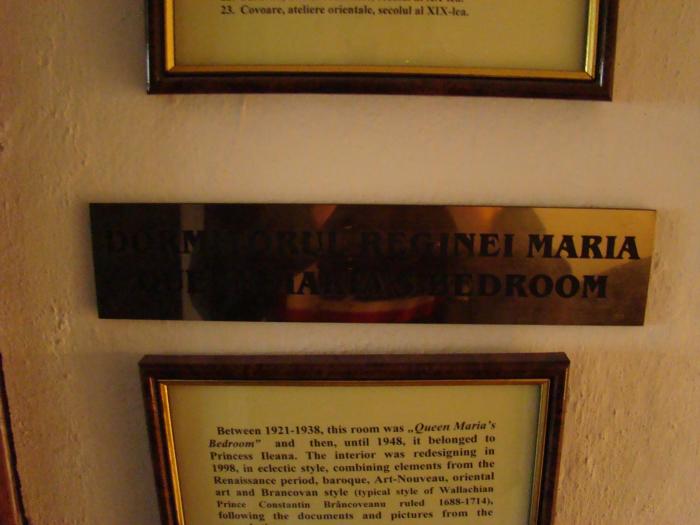 23. Covoare, ateliere orientale, secolul al XIX-lea.
DORMITORUL REGINEI MARIA
QUEEN MARIA'S BEDROOM
Between 1921-1938, this room was „Queen Maria's
Bedroom" and then, until 1948, it belonged to
Princess Ileana. The interior was redesigning in
1998, in eclectic style, combining elements from the
Renaissance period, baroque, Art-Nouveau, oriental
art and Brancovan style (typical style of Wallachian
Prince Constantin Brâncoveanu ruled 1688-1714),
following the documents and pictures from the